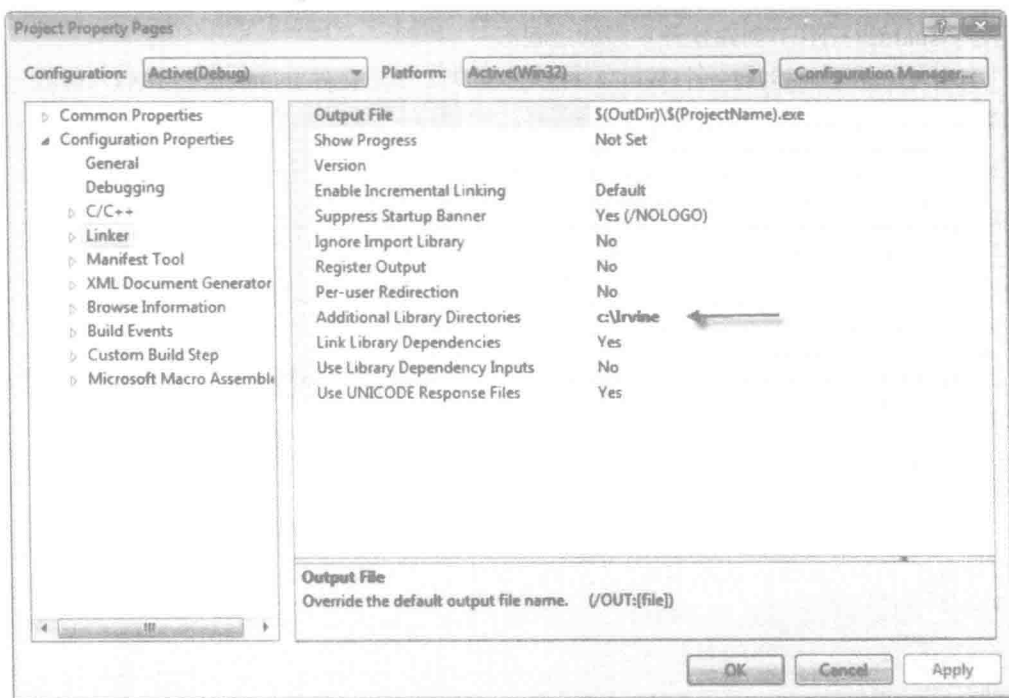 Project Property Pages
Configuration: Active(Debug) Platform: Active(Win32) Configuration Manager...
Common Properties
Configuration Properties
General
Debugging
C/C++
Linker
Manifest Tool
XML Document Generator
Browse Information
Build Events
Custom Build Step
Microsoft Macro Assemble
Output File $(OutDir)\$(ProjectName).exe
Show Progress Not Set
Version
Enable Incremental Linking Default
Suppress Startup Banner Yes (/NOLOGO)
Ignore Import Library No
Register Output No
Per-user Redirection No
Additional Library Directories c:\Irvine
Link Library Dependencies Yes
Use Library Dependency Inputs No
Use UNICODE Response Files Yes
Output File
Override the default output file name. (/OUT:[file])
OK Cancel Apply